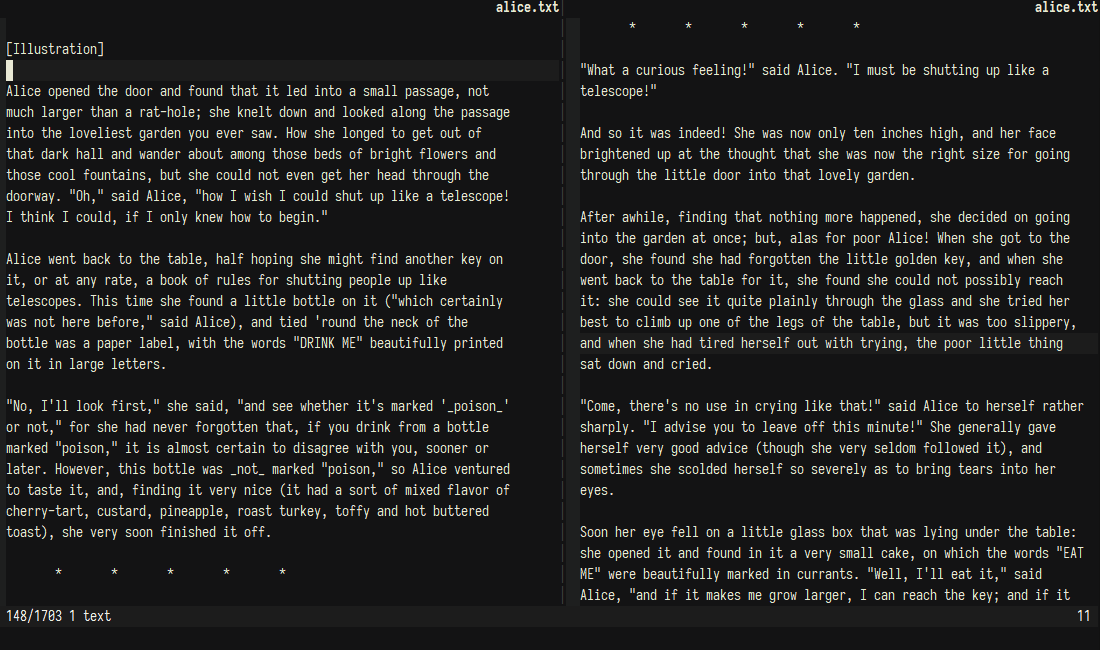 alice.txt
[Illustration]
Alice opened the door and found that it led into a small passage, not
much larger than a rat-hole; she knelt down and looked along the passage
into the loveliest garden you ever saw. How she longed to get out of
that dark hall and wander about among those beds of bright flowers and
those cool fountains, but she could not even get her head through the
doorway. "Oh," said Alice, "how I wish I could shut up like a telescope!
I think I could, if I only knew how to begin."
Alice went back to the table, half hoping she might find another key on
it, or at any rate, a book of rules for shutting people up like
telescopes. This time she found a little bottle on it ("which certainly
was not here before," said Alice), and tied 'round the neck of the
bottle was a paper label, with the words "DRINK ME" beautifully printed
on it in large letters.
"No, I'll look first," she said, "and see whether it's marked '_poison_'
or not," for she had never forgotten that, if you drink from a bottle
marked "poison," it is almost certain to disagree with you, sooner or
later. However, this bottle was _not_ marked "poison," so Alice ventured
to taste it, and, finding it very nice (it had a sort of mixed flavor of
cherry-tart, custard, pineapple, roast turkey, toffy and hot buttered
toast), she very soon finished it off.
* * * * *
alice.txt
* * * * *
"What a curious feeling!" said Alice. "I must be shutting up like a
telescope!"
And so it was indeed! She was now only ten inches high, and her face
brightened up at the thought that she was now the right size for going
through the little door into that lovely garden.
After awhile, finding that nothing more happened, she decided on going
into the garden at once; but, alas for poor Alice! When she got to the
door, she found she had forgotten the little golden key, and when she
went back to the table for it, she found she could not possibly reach
it: she could see it quite plainly through the glass and she tried her
best to climb up one of the legs of the table, but it was too slippery,
and when she had tired herself out with trying, the poor little thing
sat down and cried.
"Come, there's no use in crying like that!" said Alice to herself rather
sharply. "I advise you to leave off this minute!" She generally gave
herself very good advice (though she very seldom followed it), and
sometimes she scolded herself so severely as to bring tears into her
eyes.
Soon her eye fell on a little glass box that was lying under the table:
she opened it and found in it a very small cake, on which the words "EAT
ME" were beautifully marked in currants. "Well, I'll eat it," said
Alice, "and if it makes me grow larger, I can reach the key; and if it
148/1703 1 text
11